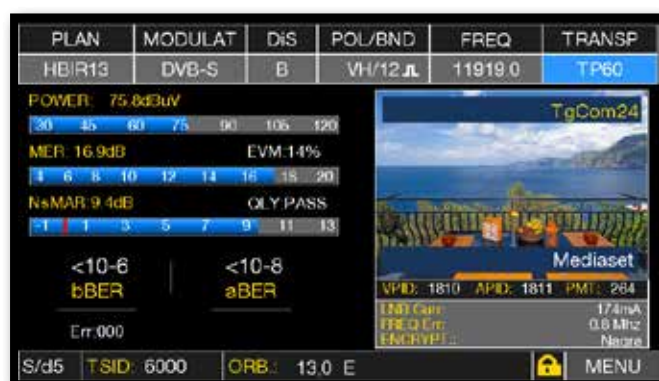 PLAN MODULAT DiS POL/BND FREQ TRANSP
HBIR13 DVB-S B VH/12 11919.0 TP60
POWER: 75.8dBuV
30 45 60 75 90 105 120
MER: 16.9dB EVM:14%
4 6 8 10 12 14 16 18 20
NsMAR 9.4dB QLY PASS
-1 1 3 5 7 9 11 13
<10-6 <10-8
bBER aBER
Err:000
TgCom24
Mediaset
VPID: 1810 APID: 1811 PMT: 264
LNB Curr: 174mA
FREQ Err: 0.8 Mhz
ENCRYPT.: Nagra
S/d5 TSID: 6000 ORB.: 13,0 E MENU